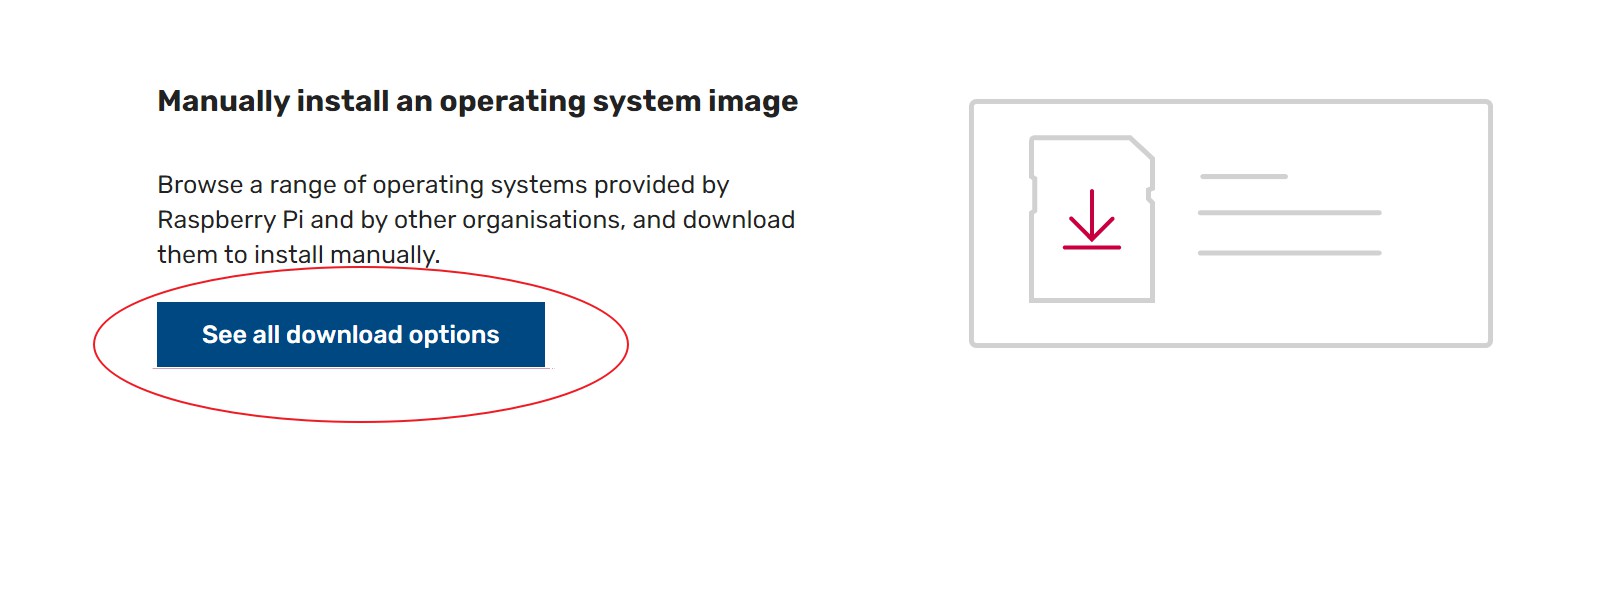 Manually install an operating system image
Browse a range of operating systems provided by
Raspberry Pi and by other organisations, and download
them to install manually.
See all download options